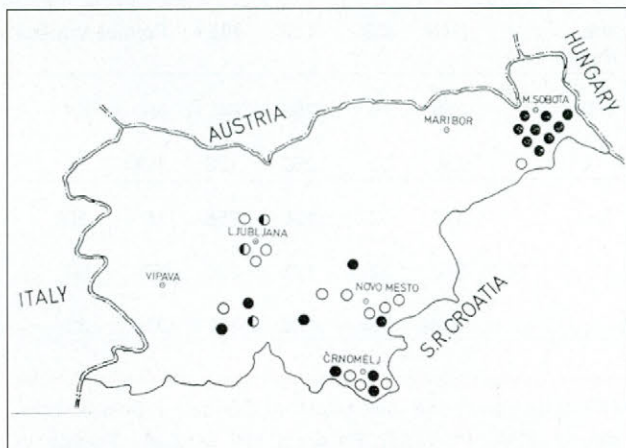 HUNGARY
M. SOBOTA
AUSTRIA
MARIBOR
LJUBLJANA
VIPAVA
NOVO MESTO
ITALY
S.R. CROATIA
ČRNOMELJ